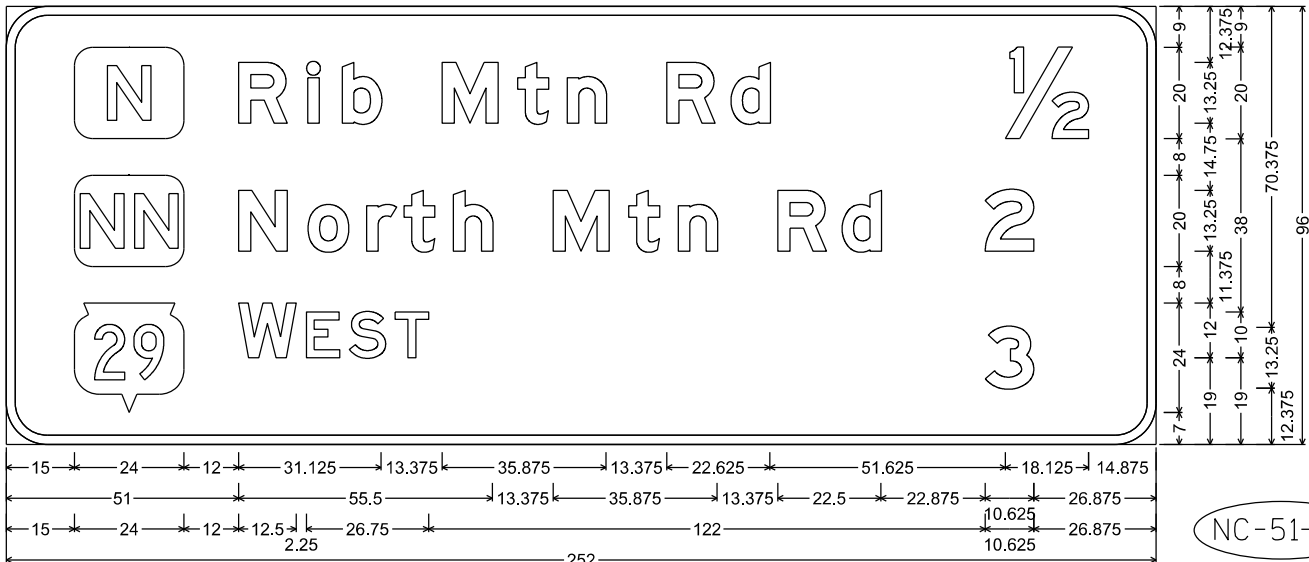 N Rib Mtn Rd 1/2
NN North Mtn Rd 2
29 WEST 3
15 24 12 31.125 13.375 35.875 13.375 22.625 51.625 18.125 14.875
51 55.5 13.375 35.875 13.375 22.5 22.875 10.625 26.875
15 24 12 12.5 2.25 26.75 122 10.625 26.875
252
9 20 8 20 8 24 7
12.375 13.25 14.75 13.25 11.375 12 19
9 20 38 10 19
70.375 13.25 12.375
96
NC-51-